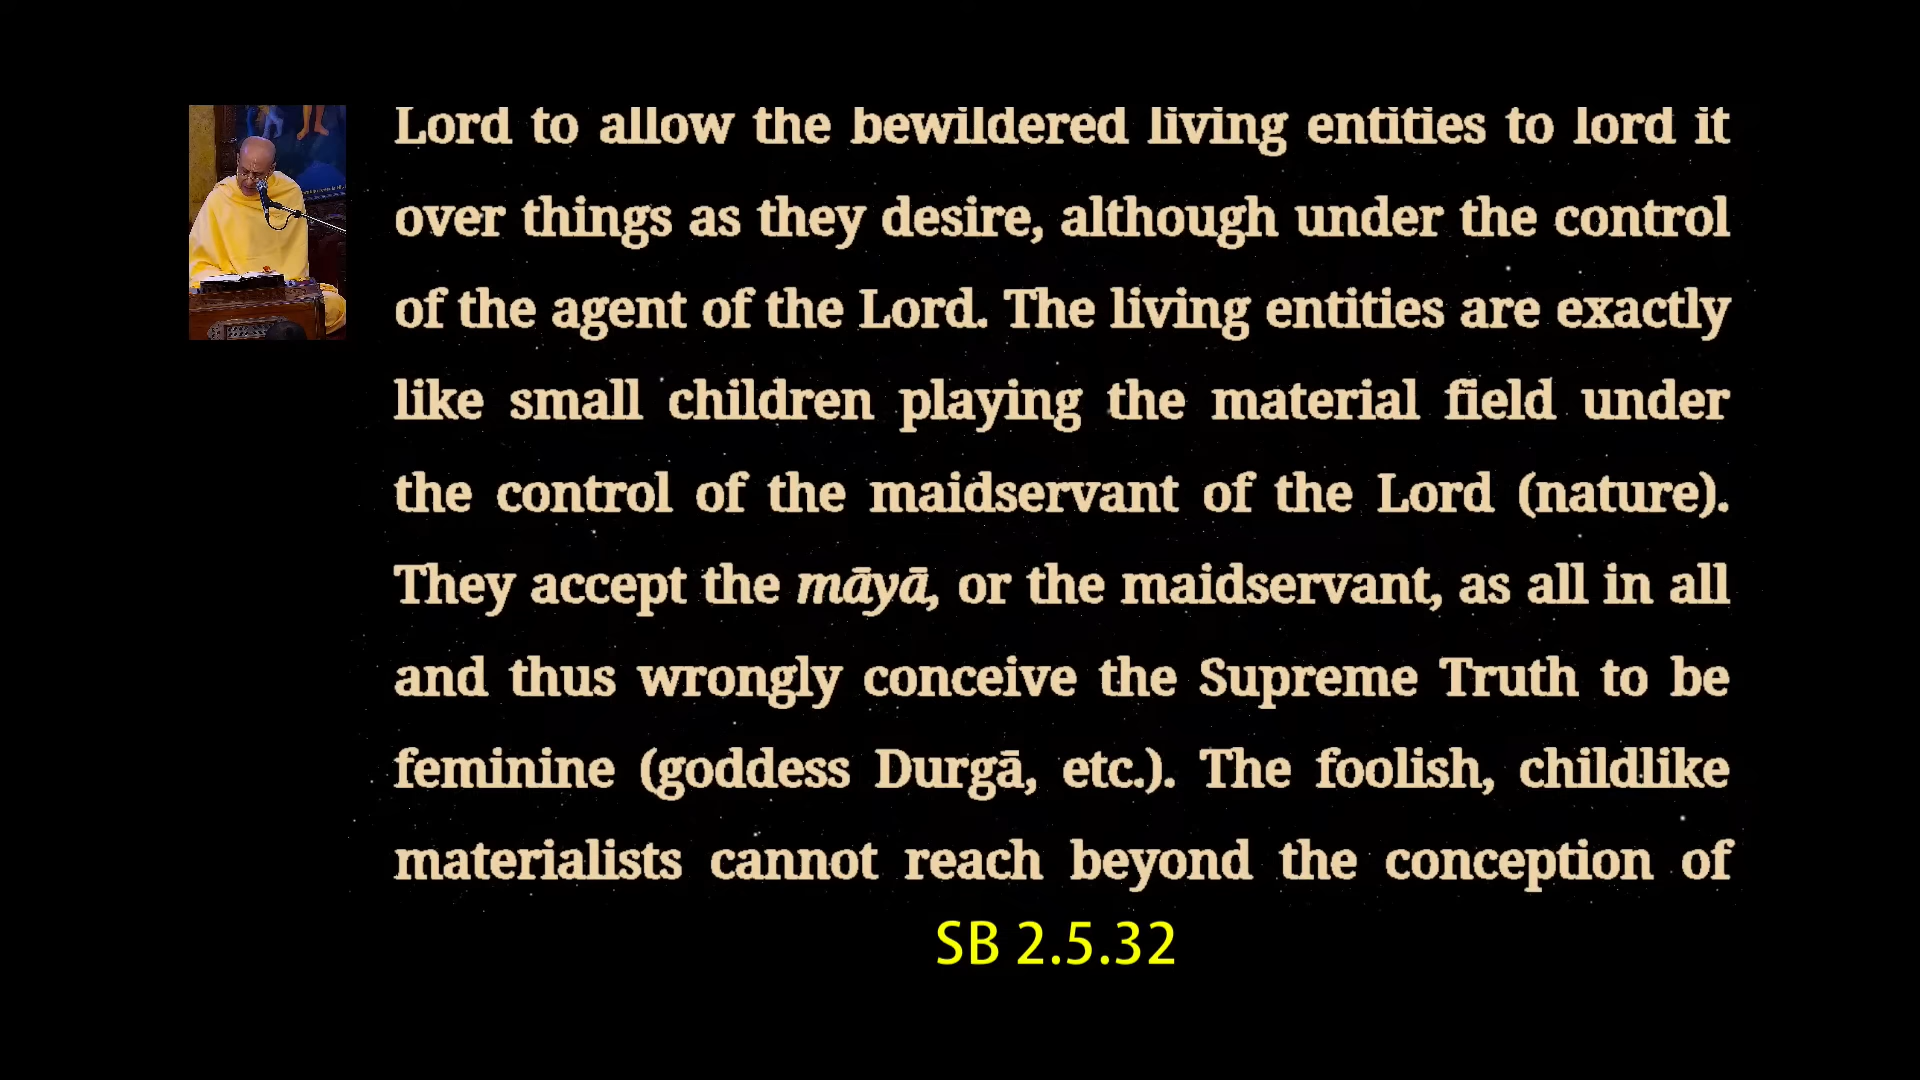 Lord to allow the bewildered living entities to lord it
over things as they desire, although under the control
of the agent of the Lord. The living entities are exactly
like small children playing the material field under
the control of the maidservant of the Lord (nature).
They accept the māyā, or the maidservant, as all in all
and thus wrongly conceive the Supreme Truth to be
feminine (goddess Durgā, etc.). The foolish, childlike
materialists cannot reach beyond the conception of
SB 2.5.32